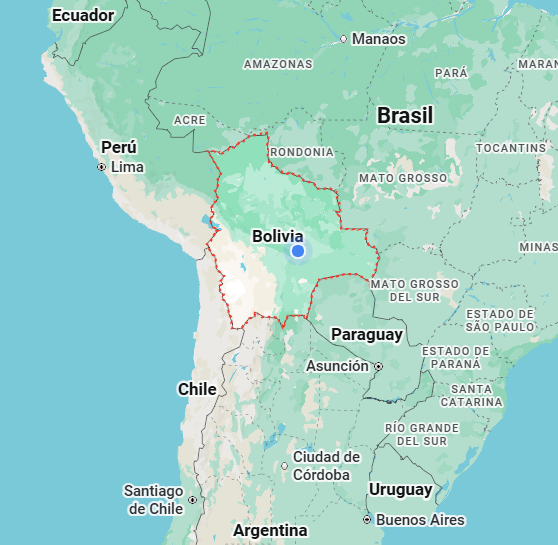 Ecuador
Manaos
AMAZONAS
PARÁ
MARAN
Brasil
ACRE
Perú
RONDONIA
TOCANTINS
Lima
MATO GROSSO
Bolivia
MINAS
MATO GROSSO
DEL SUR
ESTADO DE
SÃO PAULO
Paraguay
ESTADO DE
PARANÁ
Asunción
Chile
SANTA
CATARINA
RÍO GRANDE
DEL SUR
Ciudad de
Córdoba
Santiago
de Chile
Uruguay
Buenos Aires
Argentina